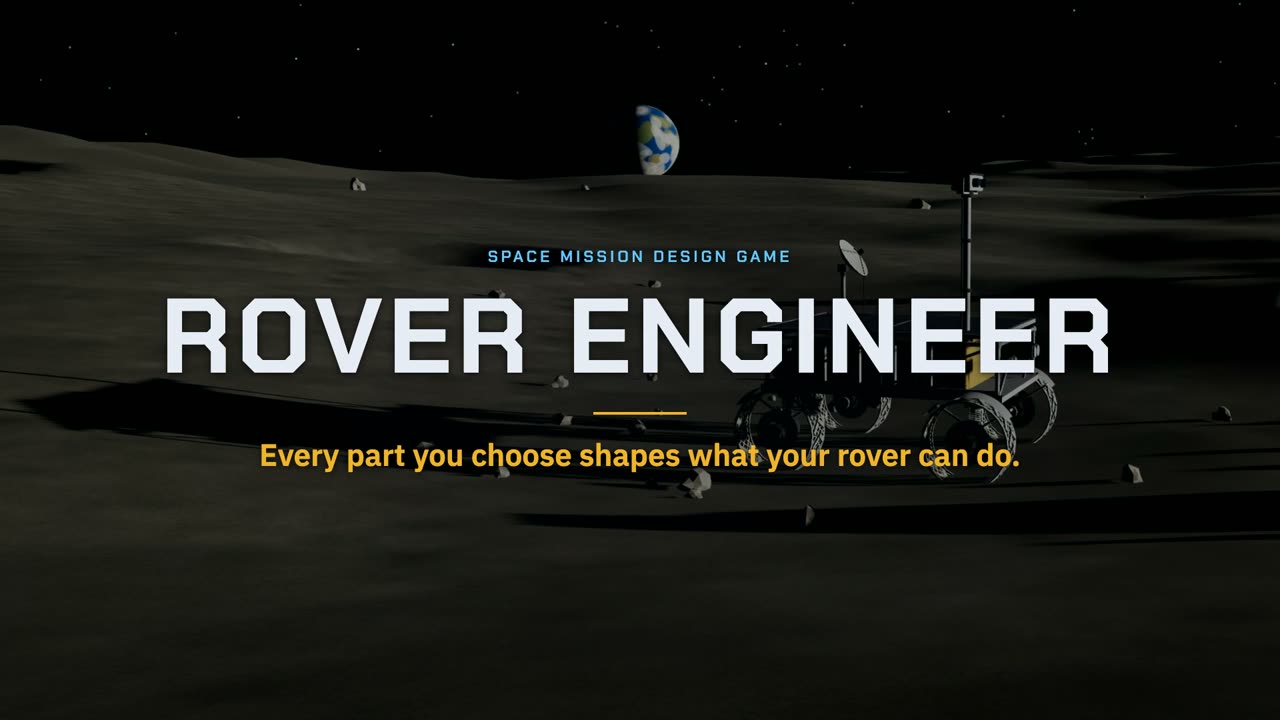 SPACE MISSION DESIGN GAME
ROVER ENGINEER
Every part you choose shapes what your rover can do.